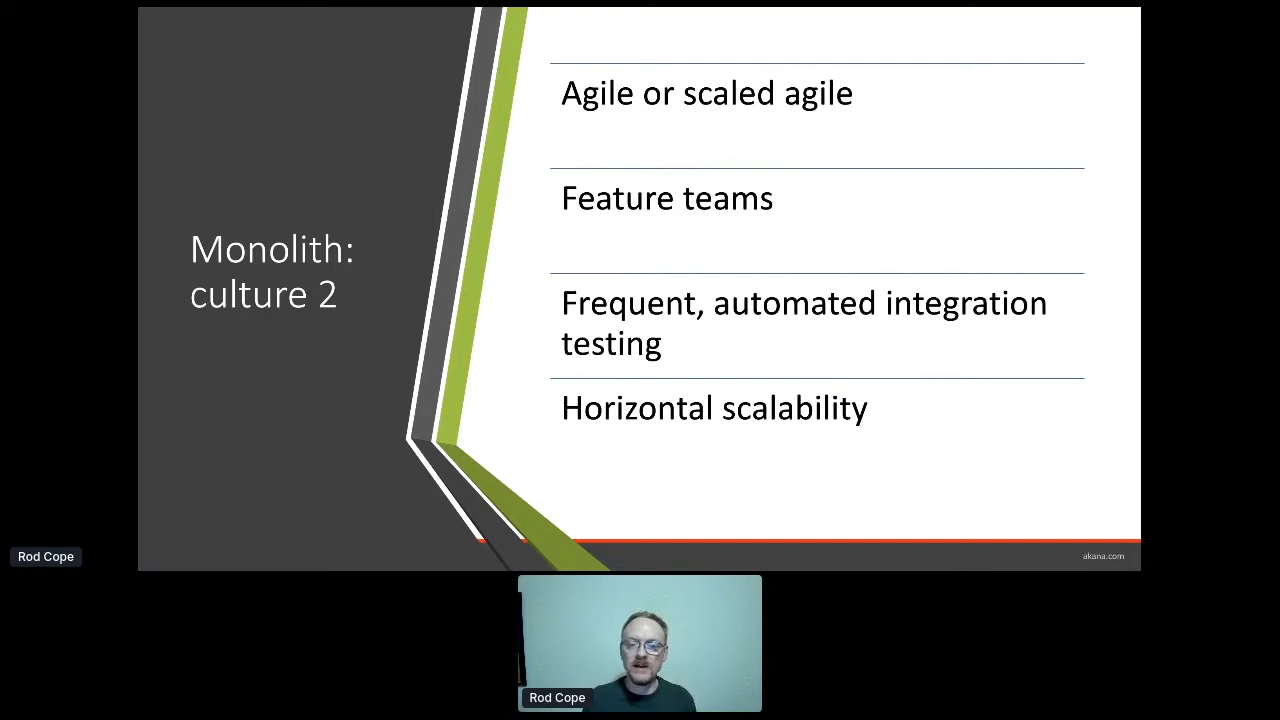 Monolith:
culture 2
Agile or scaled agile
Feature teams
Frequent, automated integration
testing
Horizontal scalability
akana.com
Rod Cope
Rod Cope